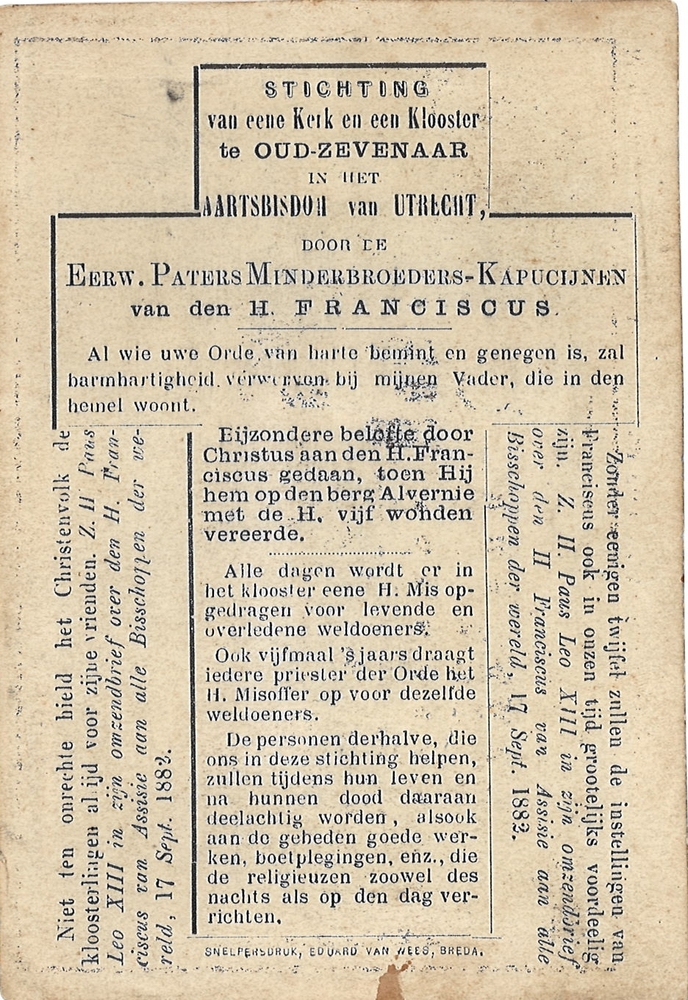 STICHTING
van eene Kerk en een Klooster
te OUD-ZEVENAAR
IN HET
AARTSBISDOM van UTRECHT,
DOOR DE
EERW. PATERS MINDERBROEDERS-KAPUCIJNEN
van den H. FRANCISCUS.
Al wie uwe Orde van harte bemint en genegen is, zal
barmhartigheid verwerven bij mijnen Vader, die in den
hemel woont.
Niet ten onrechte hield het Christenvolk de
kloosterlingen altijd voor zijne vrienden. Z. H Paus
Leo XIII in zijn omzendbrief over den H. Fran-
ciscus van Assisie aan alle Bisschoppen der we-
reld, 17 Sept. 1882.
Bijzondere belofte door
Christus aan den H. Fran-
ciscus gedaan, toen Hij
hem op den berg Alvernie
met de H. vijf wonden
vereerde.
Alle dagen wordt er in
het klooster eene H. Mis op-
gedragen voor levende en
overledene weldoeners.
Ook vijfmaal 's jaars draagt
iedere priester der Orde het
H. Misoffer op voor dezelfde
weldoeners.
De personen derhalve, die
ons in deze stichting helpen,
zullen tijdens hun leven en
na hunnen dood daaraan
deelachtig worden, alsook
aan de gebeden goede wer-
ken, boetplegingen, enz., die
de religieuzen zoowel des
nachts als op den dag ver-
richten.
Zonder eenigen twijfel zullen de instellingen van
Franciscus ook in onzen tijd grootelijks voordeelig
zijn. Z. H. Paus Leo XIII in zijn omzendbrief
over den H Franciscus van Assisie aan alle
Bisschoppen der wereld, 17 Sept. 1882.
SNELPERSDRUK, EDUARD VAN WEES, BREDA.